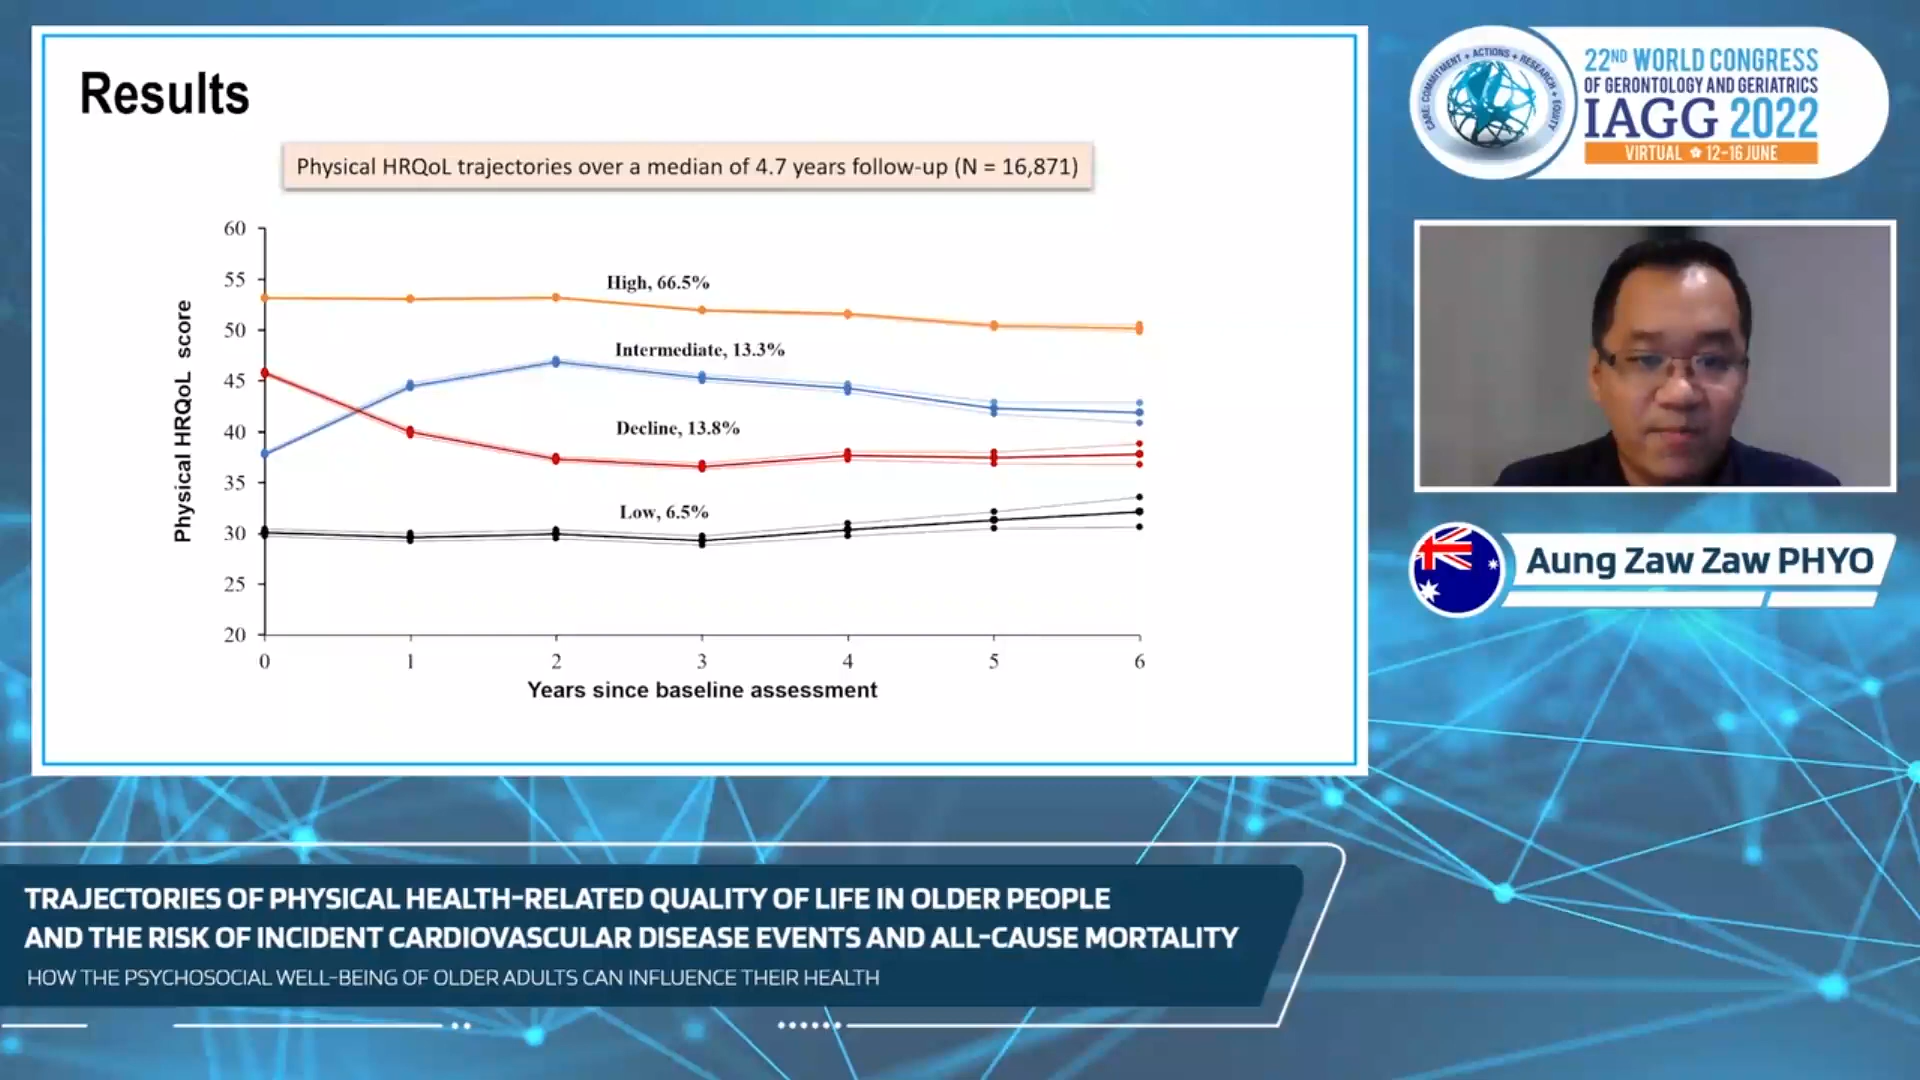 Results
Physical HRQoL trajectories over a median of 4.7 years follow-up (N = 16,871)
60
55
50
45
40
35
30
25
20
Physical HRQoL score
High, 66.5%
Intermediate, 13.3%
Decline, 13.8%
Low, 6.5%
0 1 2 3 4 5 6
Years since baseline assessment
CARE: COMMITMENT + ACTIONS + RESEARCH + EQUITY
22ND WORLD CONGRESS
OF GERONTOLOGY AND GERIATRICS
IAGG 2022
VIRTUAL 12-16 JUNE
Aung Zaw Zaw PHYO
TRAJECTORIES OF PHYSICAL HEALTH-RELATED QUALITY OF LIFE IN OLDER PEOPLE
AND THE RISK OF INCIDENT CARDIOVASCULAR DISEASE EVENTS AND ALL-CAUSE MORTALITY
HOW THE PSYCHOSOCIAL WELL-BEING OF OLDER ADULTS CAN INFLUENCE THEIR HEALTH